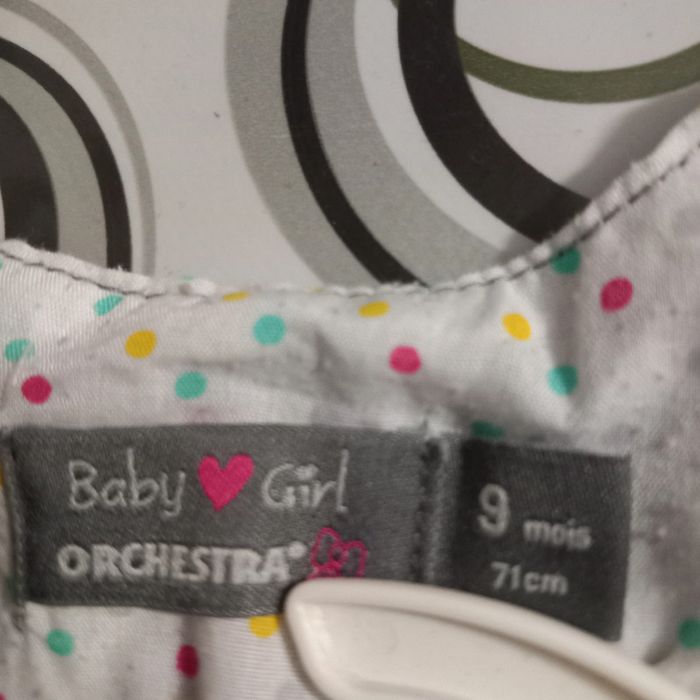 Baby Girl
ORCHESTRA®
9 mois
71cm